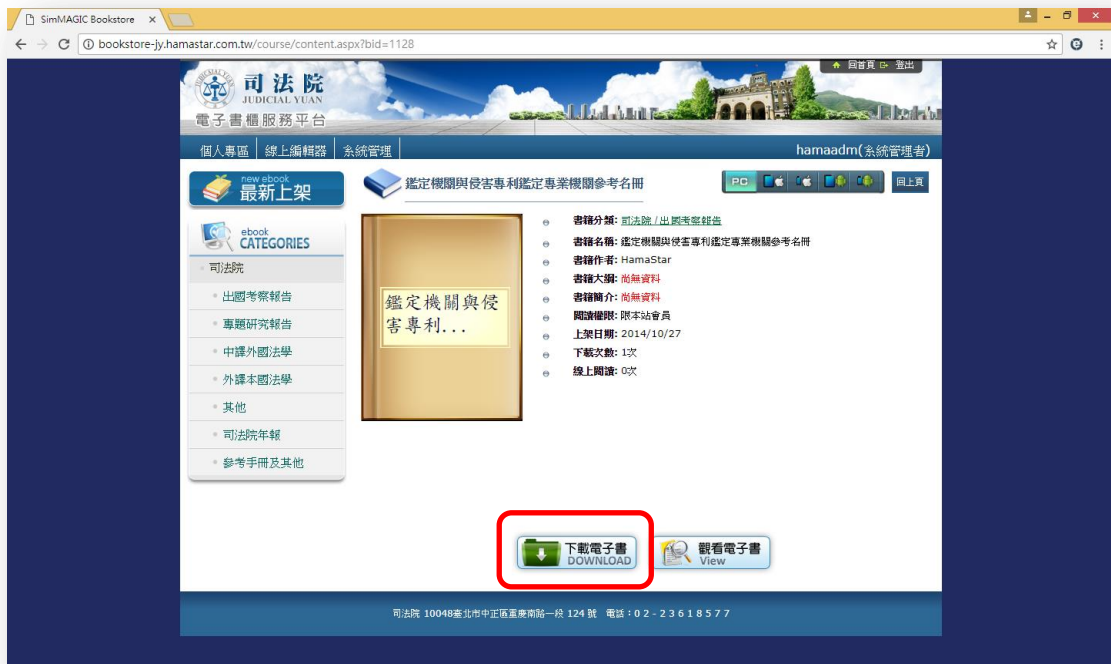 SimMAGIC Bookstore
bookstore-jy.hamastar.com.tw/course/content.aspx?bid=1128
回首頁 登出
司法院
JUDICIAL YUAN
電子書櫃服務平台
個人專區 線上編輯器 系統管理 hamaadm(系統管理者)
new ebook
最新上架
鑑定機關與侵害專利鑑定專業機關參考名冊
PC
回上頁
ebook
CATEGORIES
司法院
出國考察報告
專題研究報告
中譯外國法學
外譯本國法學
其他
司法院年報
參考手冊及其他
鑑定機關與侵
害專利...
書籍分類: 司法院 / 出國考察報告
書籍名稱: 鑑定機關與侵害專利鑑定專業機關參考名冊
書籍作者: HamaStar
書籍大綱: 尚無資料
書籍簡介: 尚無資料
閱讀權限: 限本站會員
上架日期: 2014/10/27
下載次數: 1次
線上閱讀: 0次
下載電子書
DOWNLOAD
觀看電子書
View
司法院 10048臺北市中正區重慶南路一段 124 號 電話：02-23618577